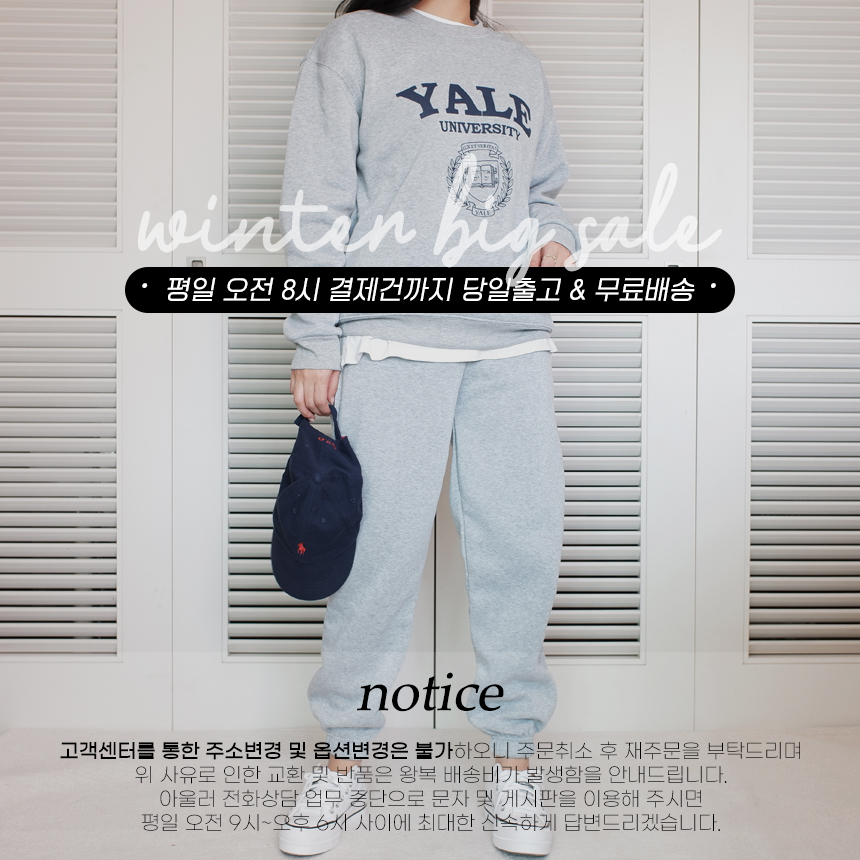 YALE
UNIVERSITY
YALE
winter big sale
· 평일 오전 8시 결제건까지 당일출고 & 무료배송 ·
notice
고객센터를 통한 주소변경 및 옵션변경은 불가하오니 주문취소 후 재주문을 부탁드리며
위 사유로 인한 교환 및 반품은 왕복 배송비가 발생함을 안내드립니다.
아울러 전화상담 업무 중단으로 문자 및 게시판을 이용해 주시면
평일 오전 9시~오후 6시 사이에 최대한 신속하게 답변드리겠습니다.